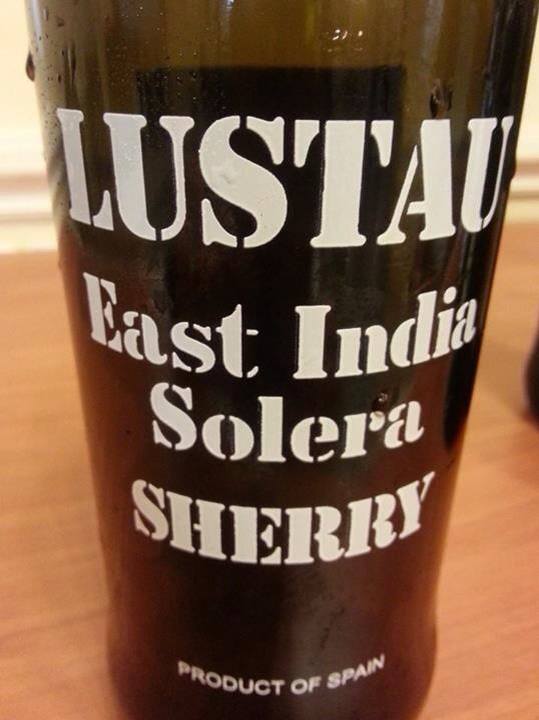 LUSTAU
East India
Solera
SHERRY
PRODUCT OF SPAIN